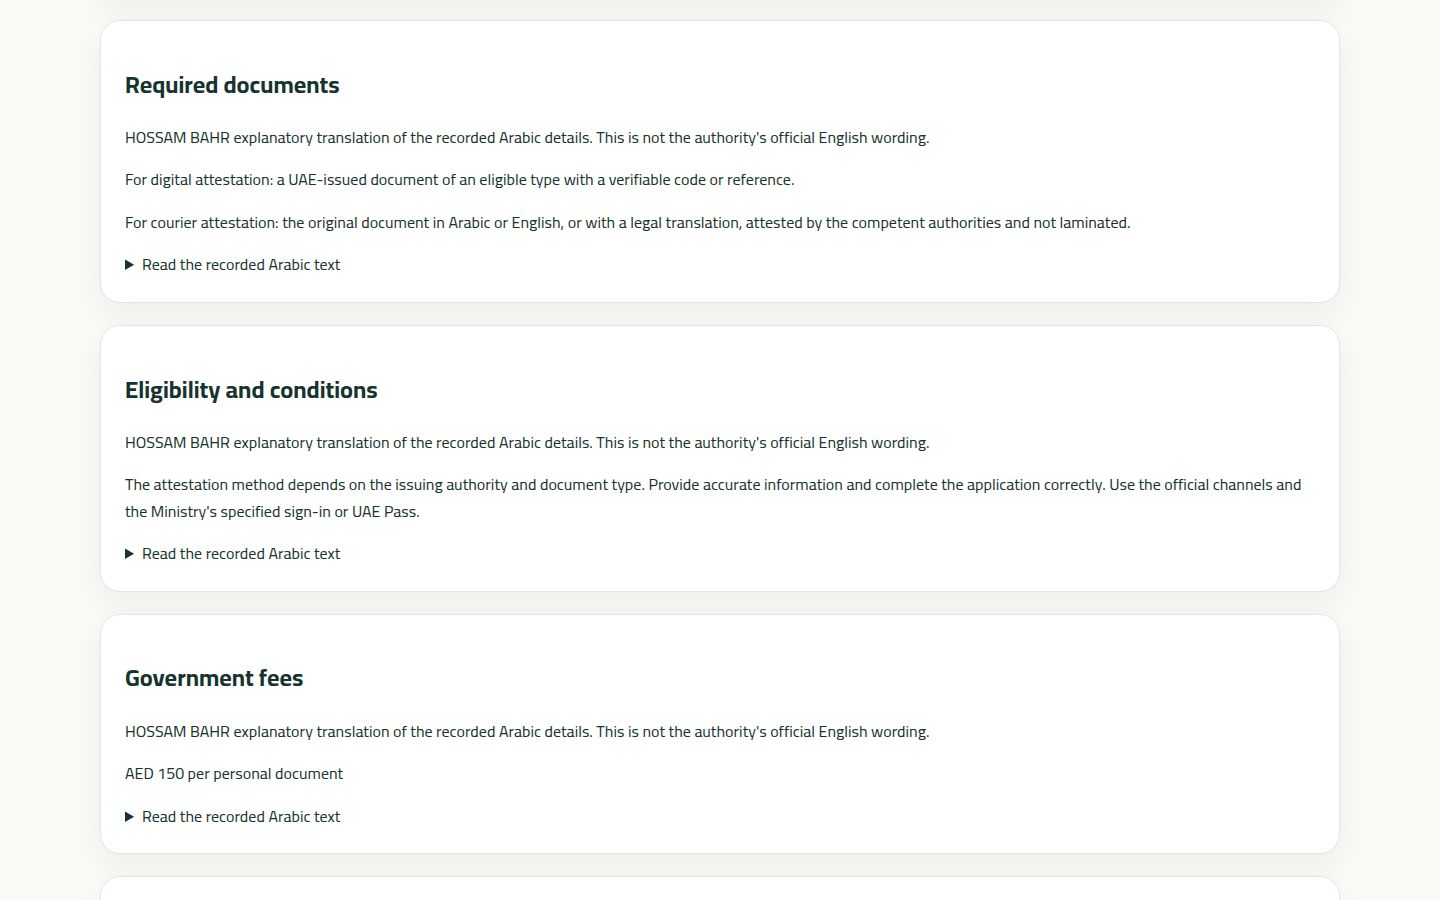 Required documents
HOSSAM BAHR explanatory translation of the recorded Arabic details. This is not the authority's official English wording.
For digital attestation: a UAE-issued document of an eligible type with a verifiable code or reference.
For courier attestation: the original document in Arabic or English, or with a legal translation, attested by the competent authorities and not laminated.
Read the recorded Arabic text
Eligibility and conditions
HOSSAM BAHR explanatory translation of the recorded Arabic details. This is not the authority's official English wording.
The attestation method depends on the issuing authority and document type. Provide accurate information and complete the application correctly. Use the official channels and
the Ministry's specified sign-in or UAE Pass.
Read the recorded Arabic text
Government fees
HOSSAM BAHR explanatory translation of the recorded Arabic details. This is not the authority's official English wording.
AED 150 per personal document
Read the recorded Arabic text